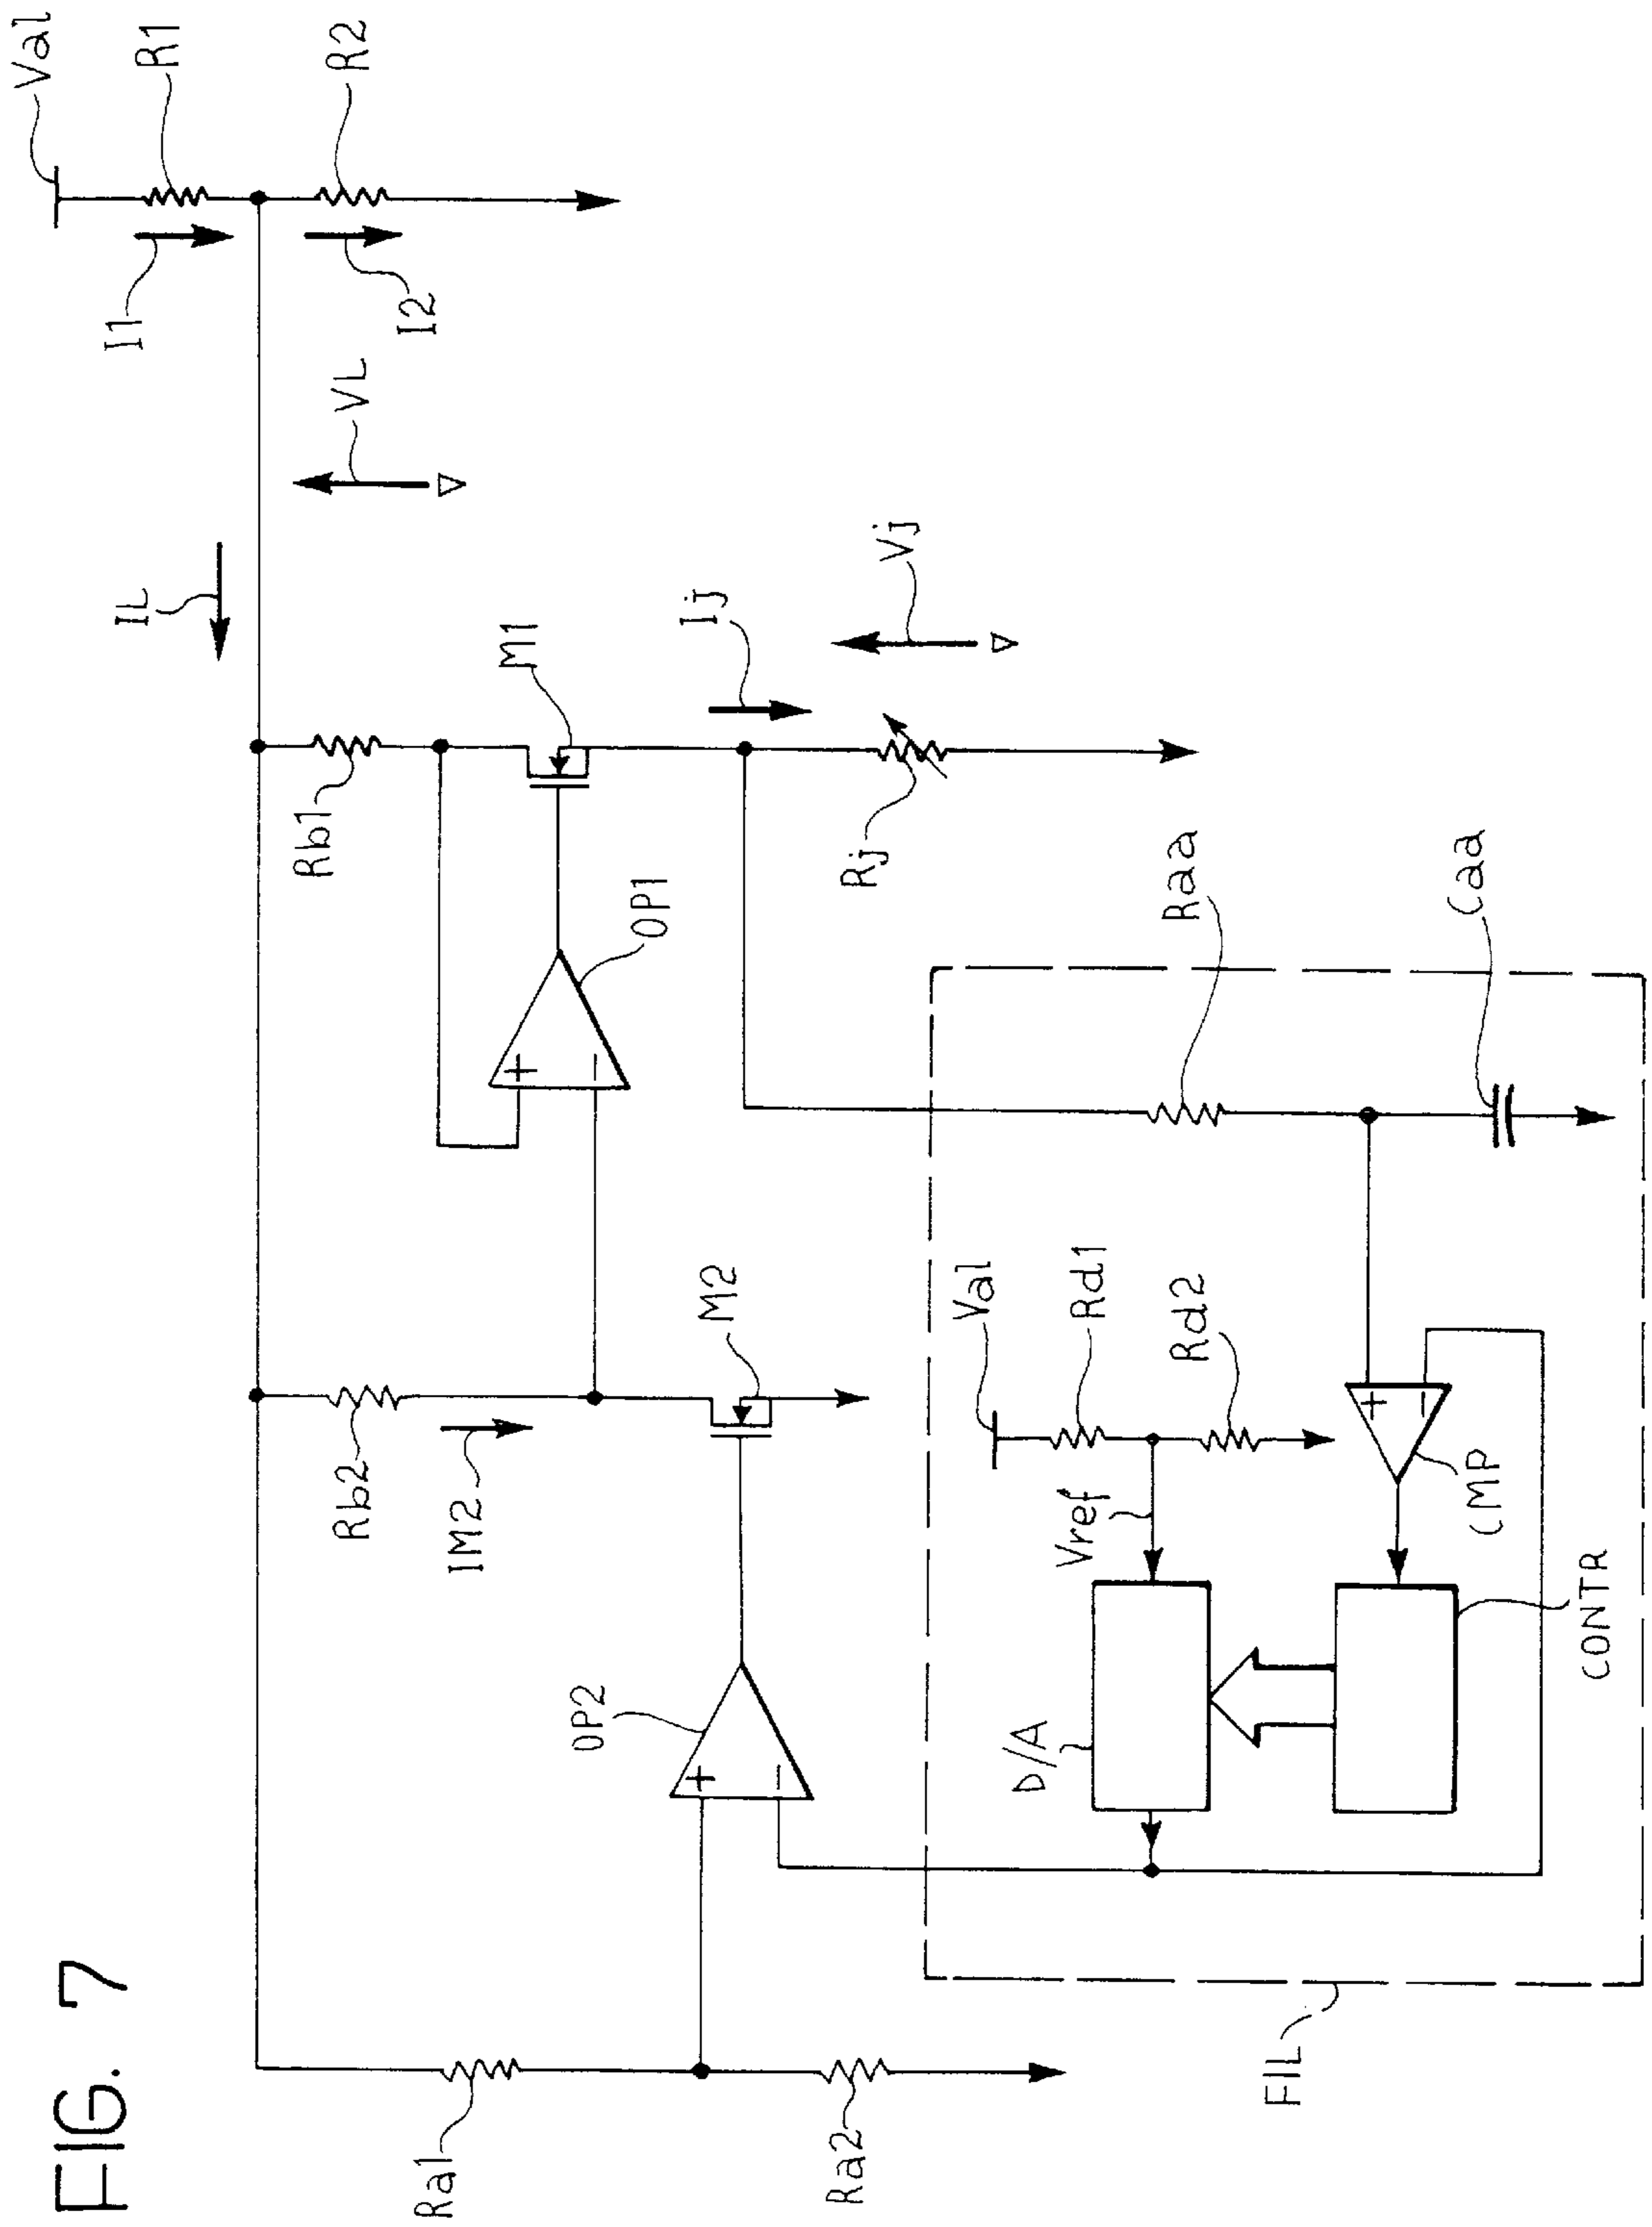 FIG. 7
Val
R1
R2
I1
I2
VL
IL
Vj
Ij
M1
Rb1
Rj
OP1
Raa
Caa
M2
Rb2
IM2
Val
Rd1
Rd2
Vref
CMP
OP2
D/A
CONTR
Ra1
Ra2
FIL
+
−
+
−
+
−